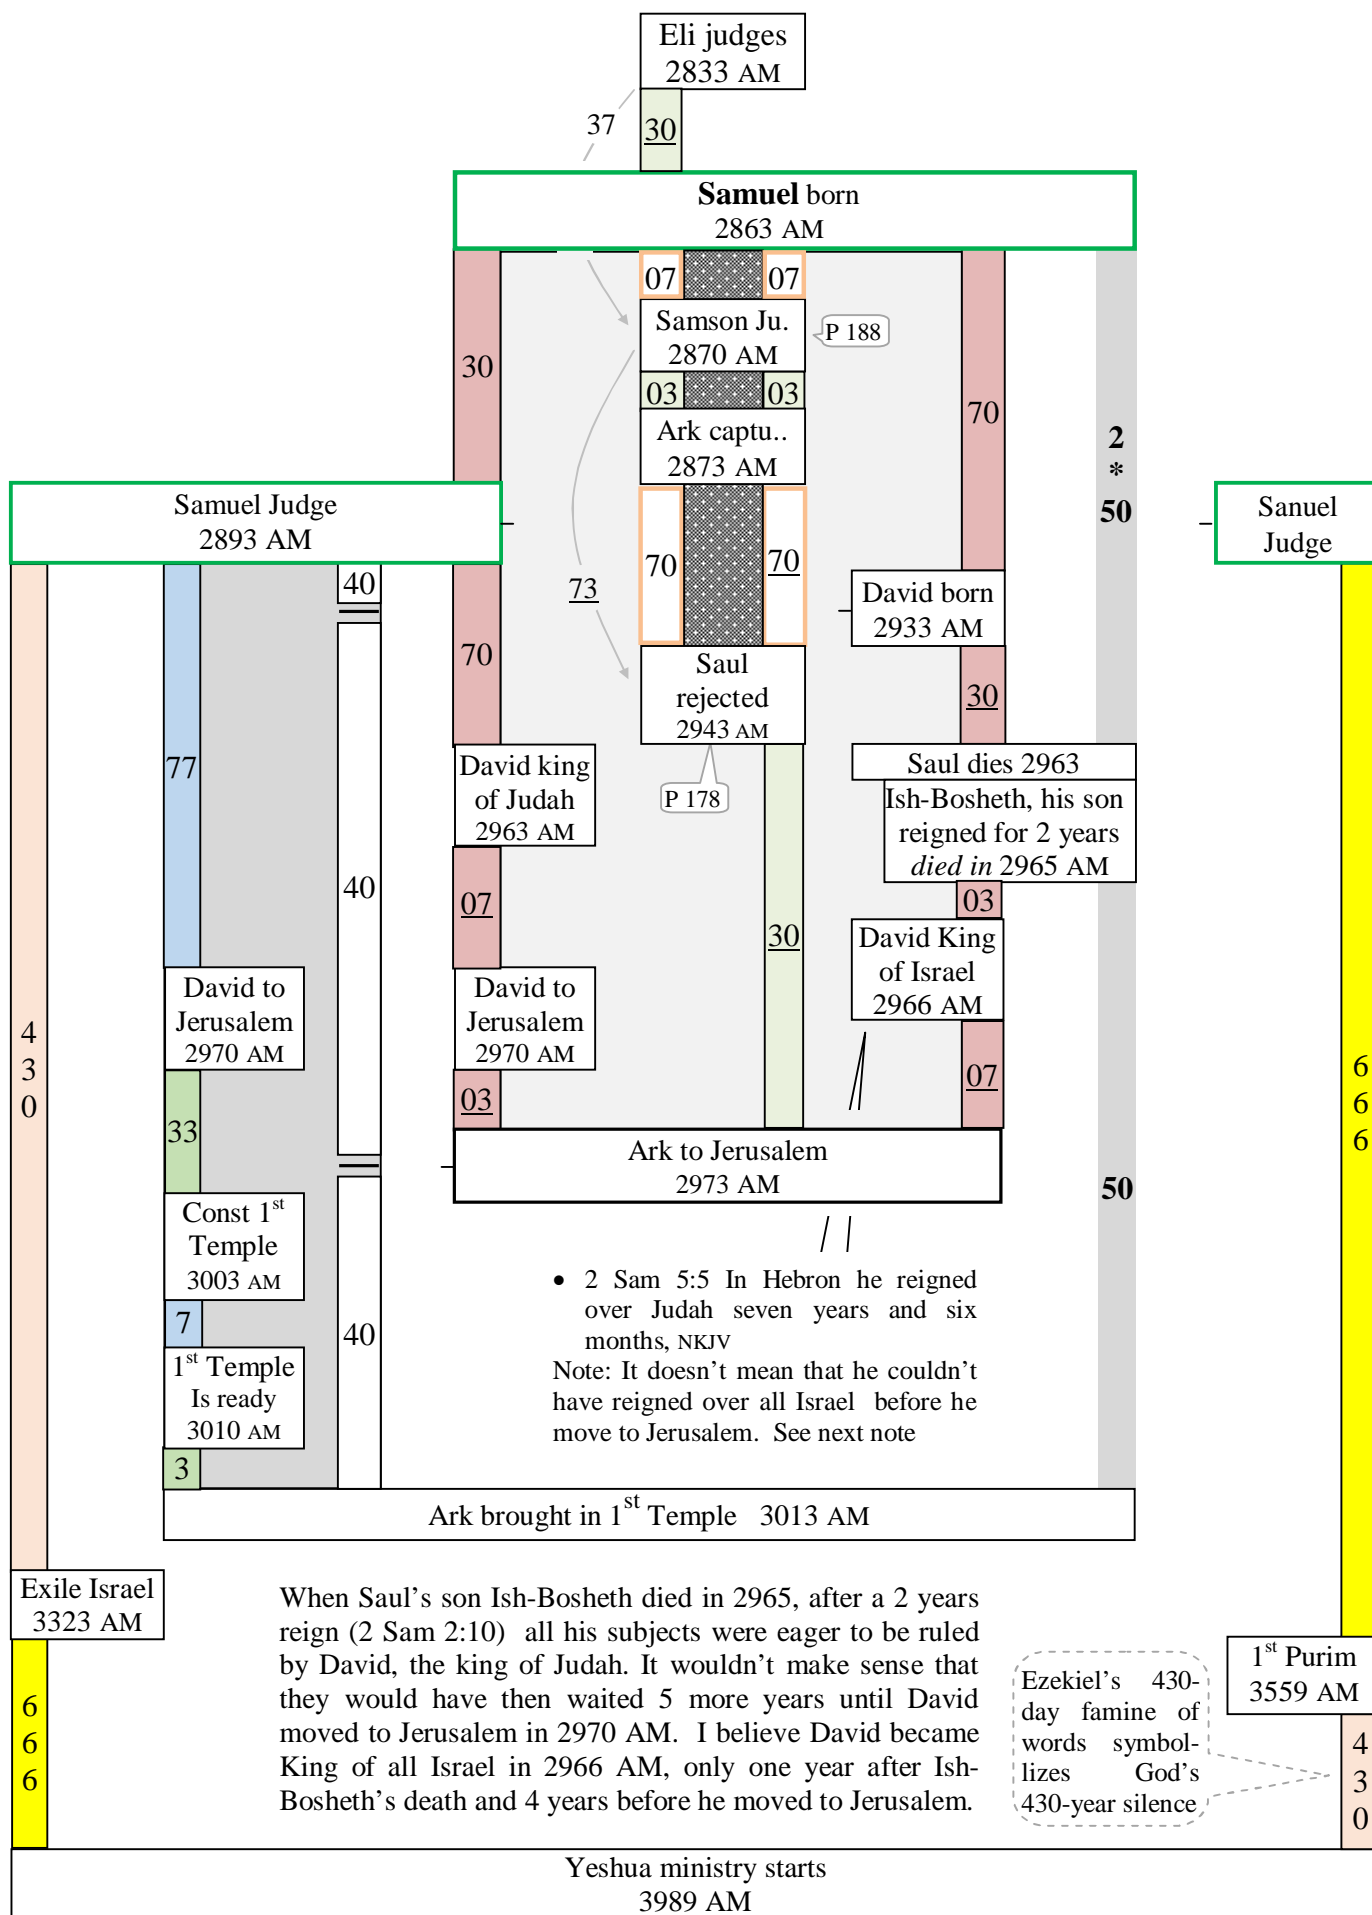 Eli judges
2833 AM
37
30
Samuel born
2863 AM
07
07
Samson Ju.
2870 AM
P 188
30
03
03
70
Ark captu..
2873 AM
2
*
50
Samuel Judge
2893 AM
Sanuel
Judge
70
70
40
73
David born
2933 AM
70
Saul
rejected
2943 AM
30
77
David king
of Judah
2963 AM
P 178
Saul dies 2963
Ish-Bosheth, his son
reigned for 2 years
died in 2965 AM
40
07
30
03
David King
of Israel
2966 AM
David to
Jerusalem
2970 AM
David to
Jerusalem
2970 AM
4
3
0
6
6
6
03
07
33
Ark to Jerusalem
2973 AM
50
Const 1st
Temple
3003 AM
• 2 Sam 5:5 In Hebron he reigned
over Judah seven years and six
months, NKJV
Note: It doesn't mean that he couldn't
have reigned over all Israel before he
move to Jerusalem. See next note
7
40
1st Temple
Is ready
3010 AM
3
Ark brought in 1st Temple 3013 AM
Exile Israel
3323 AM
When Saul's son Ish-Bosheth died in 2965, after a 2 years
reign (2 Sam 2:10) all his subjects were eager to be ruled
by David, the king of Judah. It wouldn't make sense that
they would have then waited 5 more years until David
moved to Jerusalem in 2970 AM. I believe David became
King of all Israel in 2966 AM, only one year after Ish-
Bosheth's death and 4 years before he moved to Jerusalem.
1st Purim
3559 AM
Ezekiel's 430-
day famine of
words symbol-
lizes God's
430-year silence
6
6
6
4
3
0
Yeshua ministry starts
3989 AM